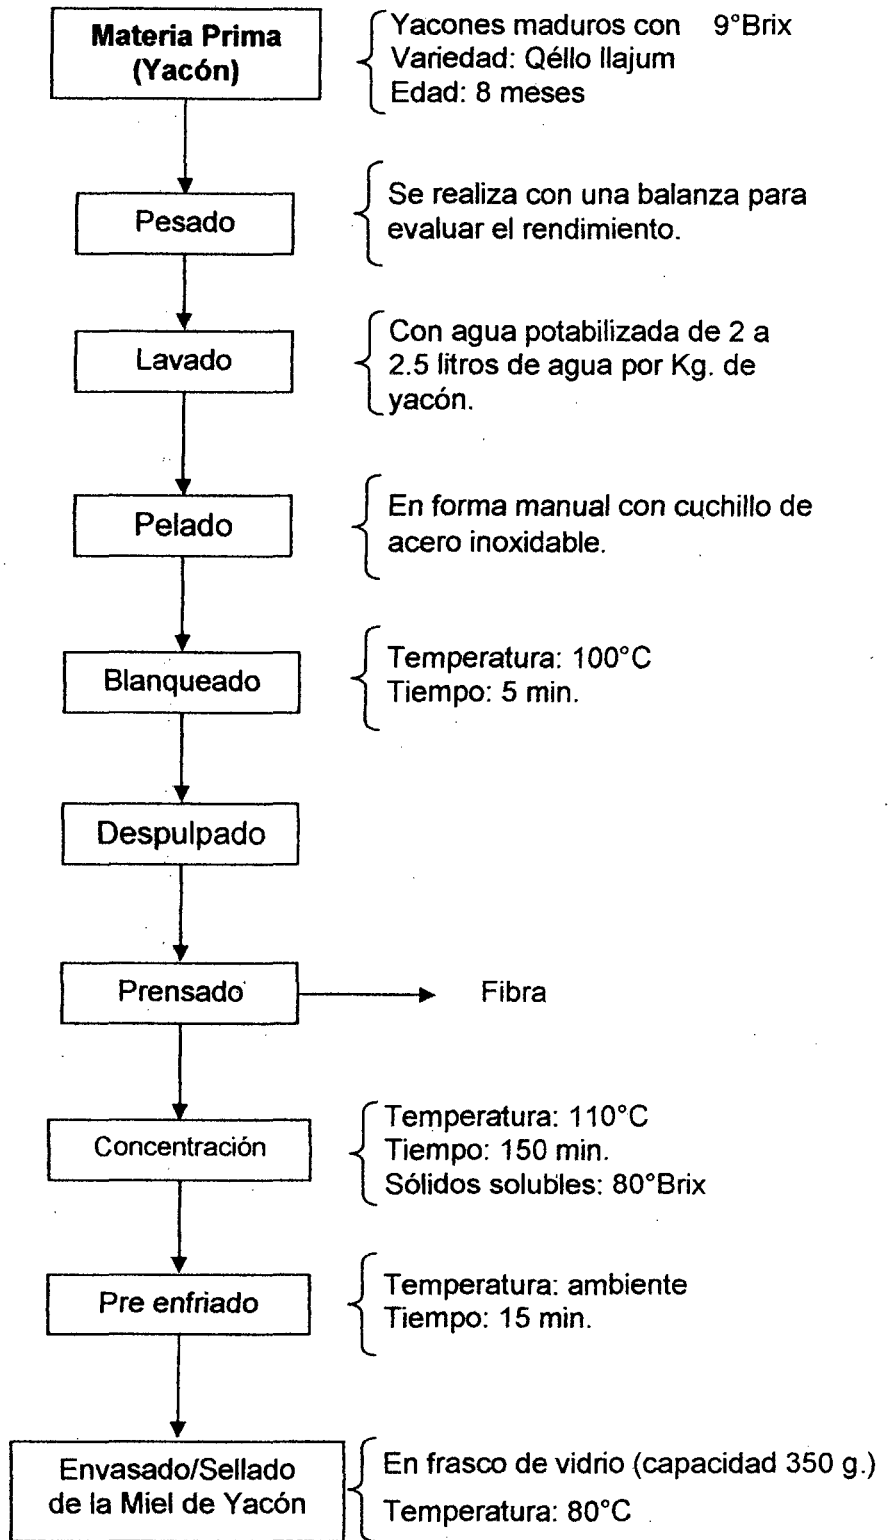 Materia Prima
(Yacón)
Yacones maduros con 9°Brix
Variedad: Qéllo llajum
Edad: 8 meses
Pesado
Se realiza con una balanza para
evaluar el rendimiento.
Lavado
Con agua potabilizada de 2 a
2.5 litros de agua por Kg. de
yacón.
Pelado
En forma manual con cuchillo de
acero inoxidable.
Blanqueado
Temperatura: 100°C
Tiempo: 5 min.
Despulpado
Prensado
Fibra
Concentración
Temperatura: 110°C
Tiempo: 150 min.
Sólidos solubles: 80°Brix
Pre enfriado
Temperatura: ambiente
Tiempo: 15 min.
Envasado/Sellado
de la Miel de Yacón
En frasco de vidrio (capacidad 350 g.)
Temperatura: 80°C